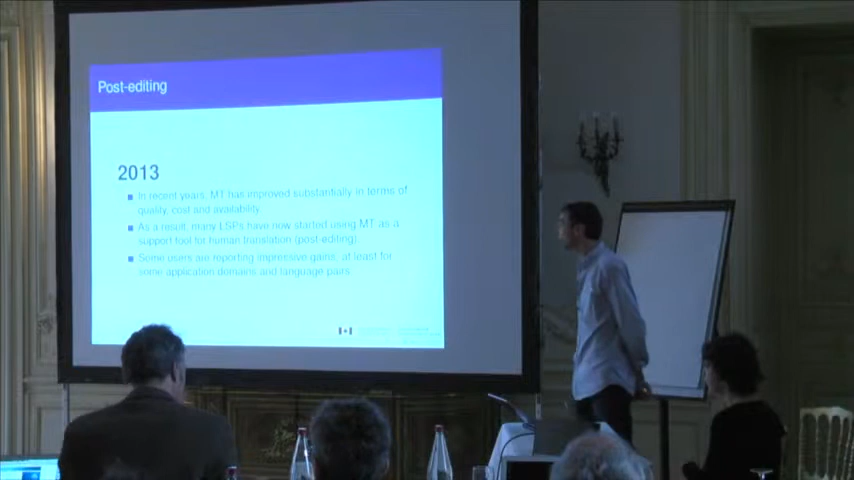 Post-editing
2013
In recent years, MT has improved substantially in terms of
quality, cost and availability.
As a result, many LSPs have now started using MT as a
support tool for human translation (post-editing).
Some users are reporting impressive gains, at least for
some application domains and language pairs.